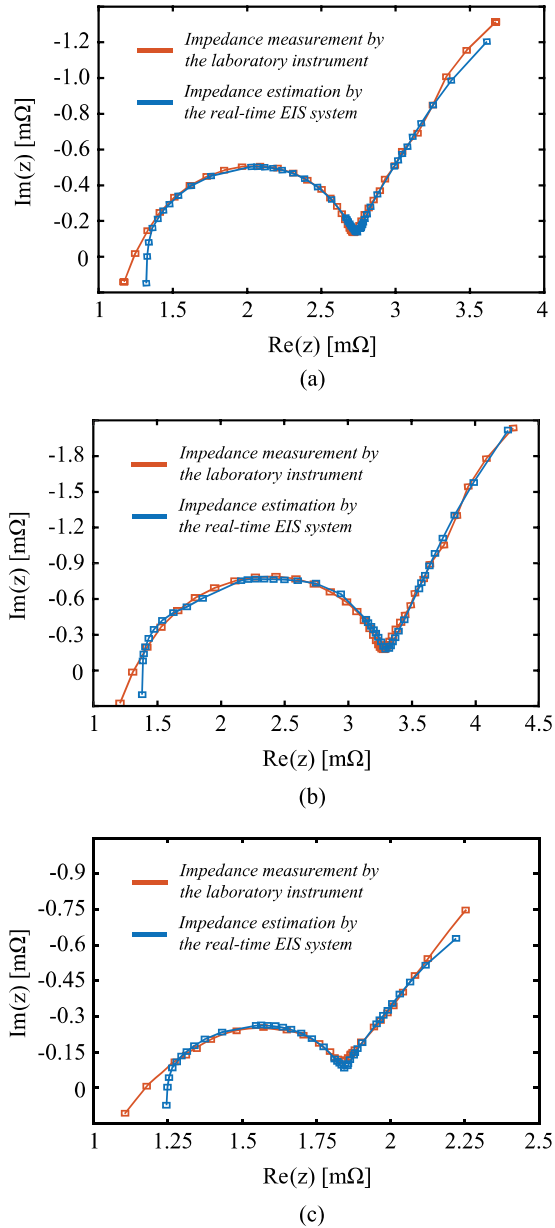 -1.2
-1.0
-0.8
-0.6
-0.4
-0.2
0
Im(z) [mΩ]
Impedance measurement by
the laboratory instrument
Impedance estimation by
the real-time EIS system
1 1.5 2 2.5 3 3.5 4
Re(z) [mΩ]
(a)
-1.8
-1.5
-1.2
-0.9
-0.6
-0.3
0
Im(z) [mΩ]
Impedance measurement by
the laboratory instrument
Impedance estimation by
the real-time EIS system
1 1.5 2 2.5 3 3.5 4 4.5
Re(z) [mΩ]
(b)
-0.9
-0.75
-0.6
-0.45
-0.3
-0.15
0
Im(z) [mΩ]
Impedance measurement by
the laboratory instrument
Impedance estimation by
the real-time EIS system
1 1.25 1.5 1.75 2 2.25 2.5
Re(z) [mΩ]
(c)